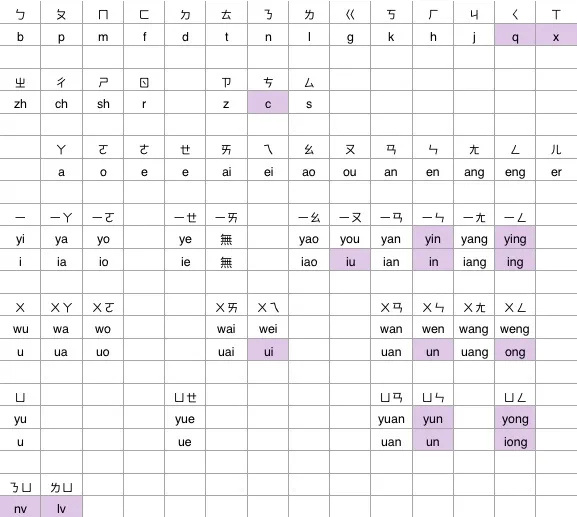 ㄅ ㄆ ㄇ ㄈ ㄉ ㄊ ㄋ ㄌ ㄍ ㄎ ㄏ ㄐ ㄑ ㄒ
b p m f d t n l g k h j q x
ㄓ ㄔ ㄕ ㄖ ㄗ ㄘ ㄙ
zh ch sh r z c s
ㄚ ㄛ ㄜ ㄝ ㄞ ㄟ ㄠ ㄡ ㄢ ㄣ ㄤ ㄥ ㄦ
a o e e ai ei ao ou an en ang eng er
ㄧ ㄧㄚ ㄧㄛ ㄧㄝ ㄧㄞ ㄧㄠ ㄧㄡ ㄧㄢ ㄧㄣ ㄧㄤ ㄧㄥ
yi ya yo ye 無 yao you yan yin yang ying
i ia io ie 無 iao iu ian in iang ing
ㄨ ㄨㄚ ㄨㄛ ㄨㄞ ㄨㄟ ㄨㄢ ㄨㄣ ㄨㄤ ㄨㄥ
wu wa wo wai wei wan wen wang weng
u ua uo uai ui uan un uang ong
ㄩ ㄩㄝ ㄩㄢ ㄩㄣ ㄩㄥ
yu yue yuan yun yong
u ue uan un iong
ㄋㄩ ㄌㄩ
nv lv